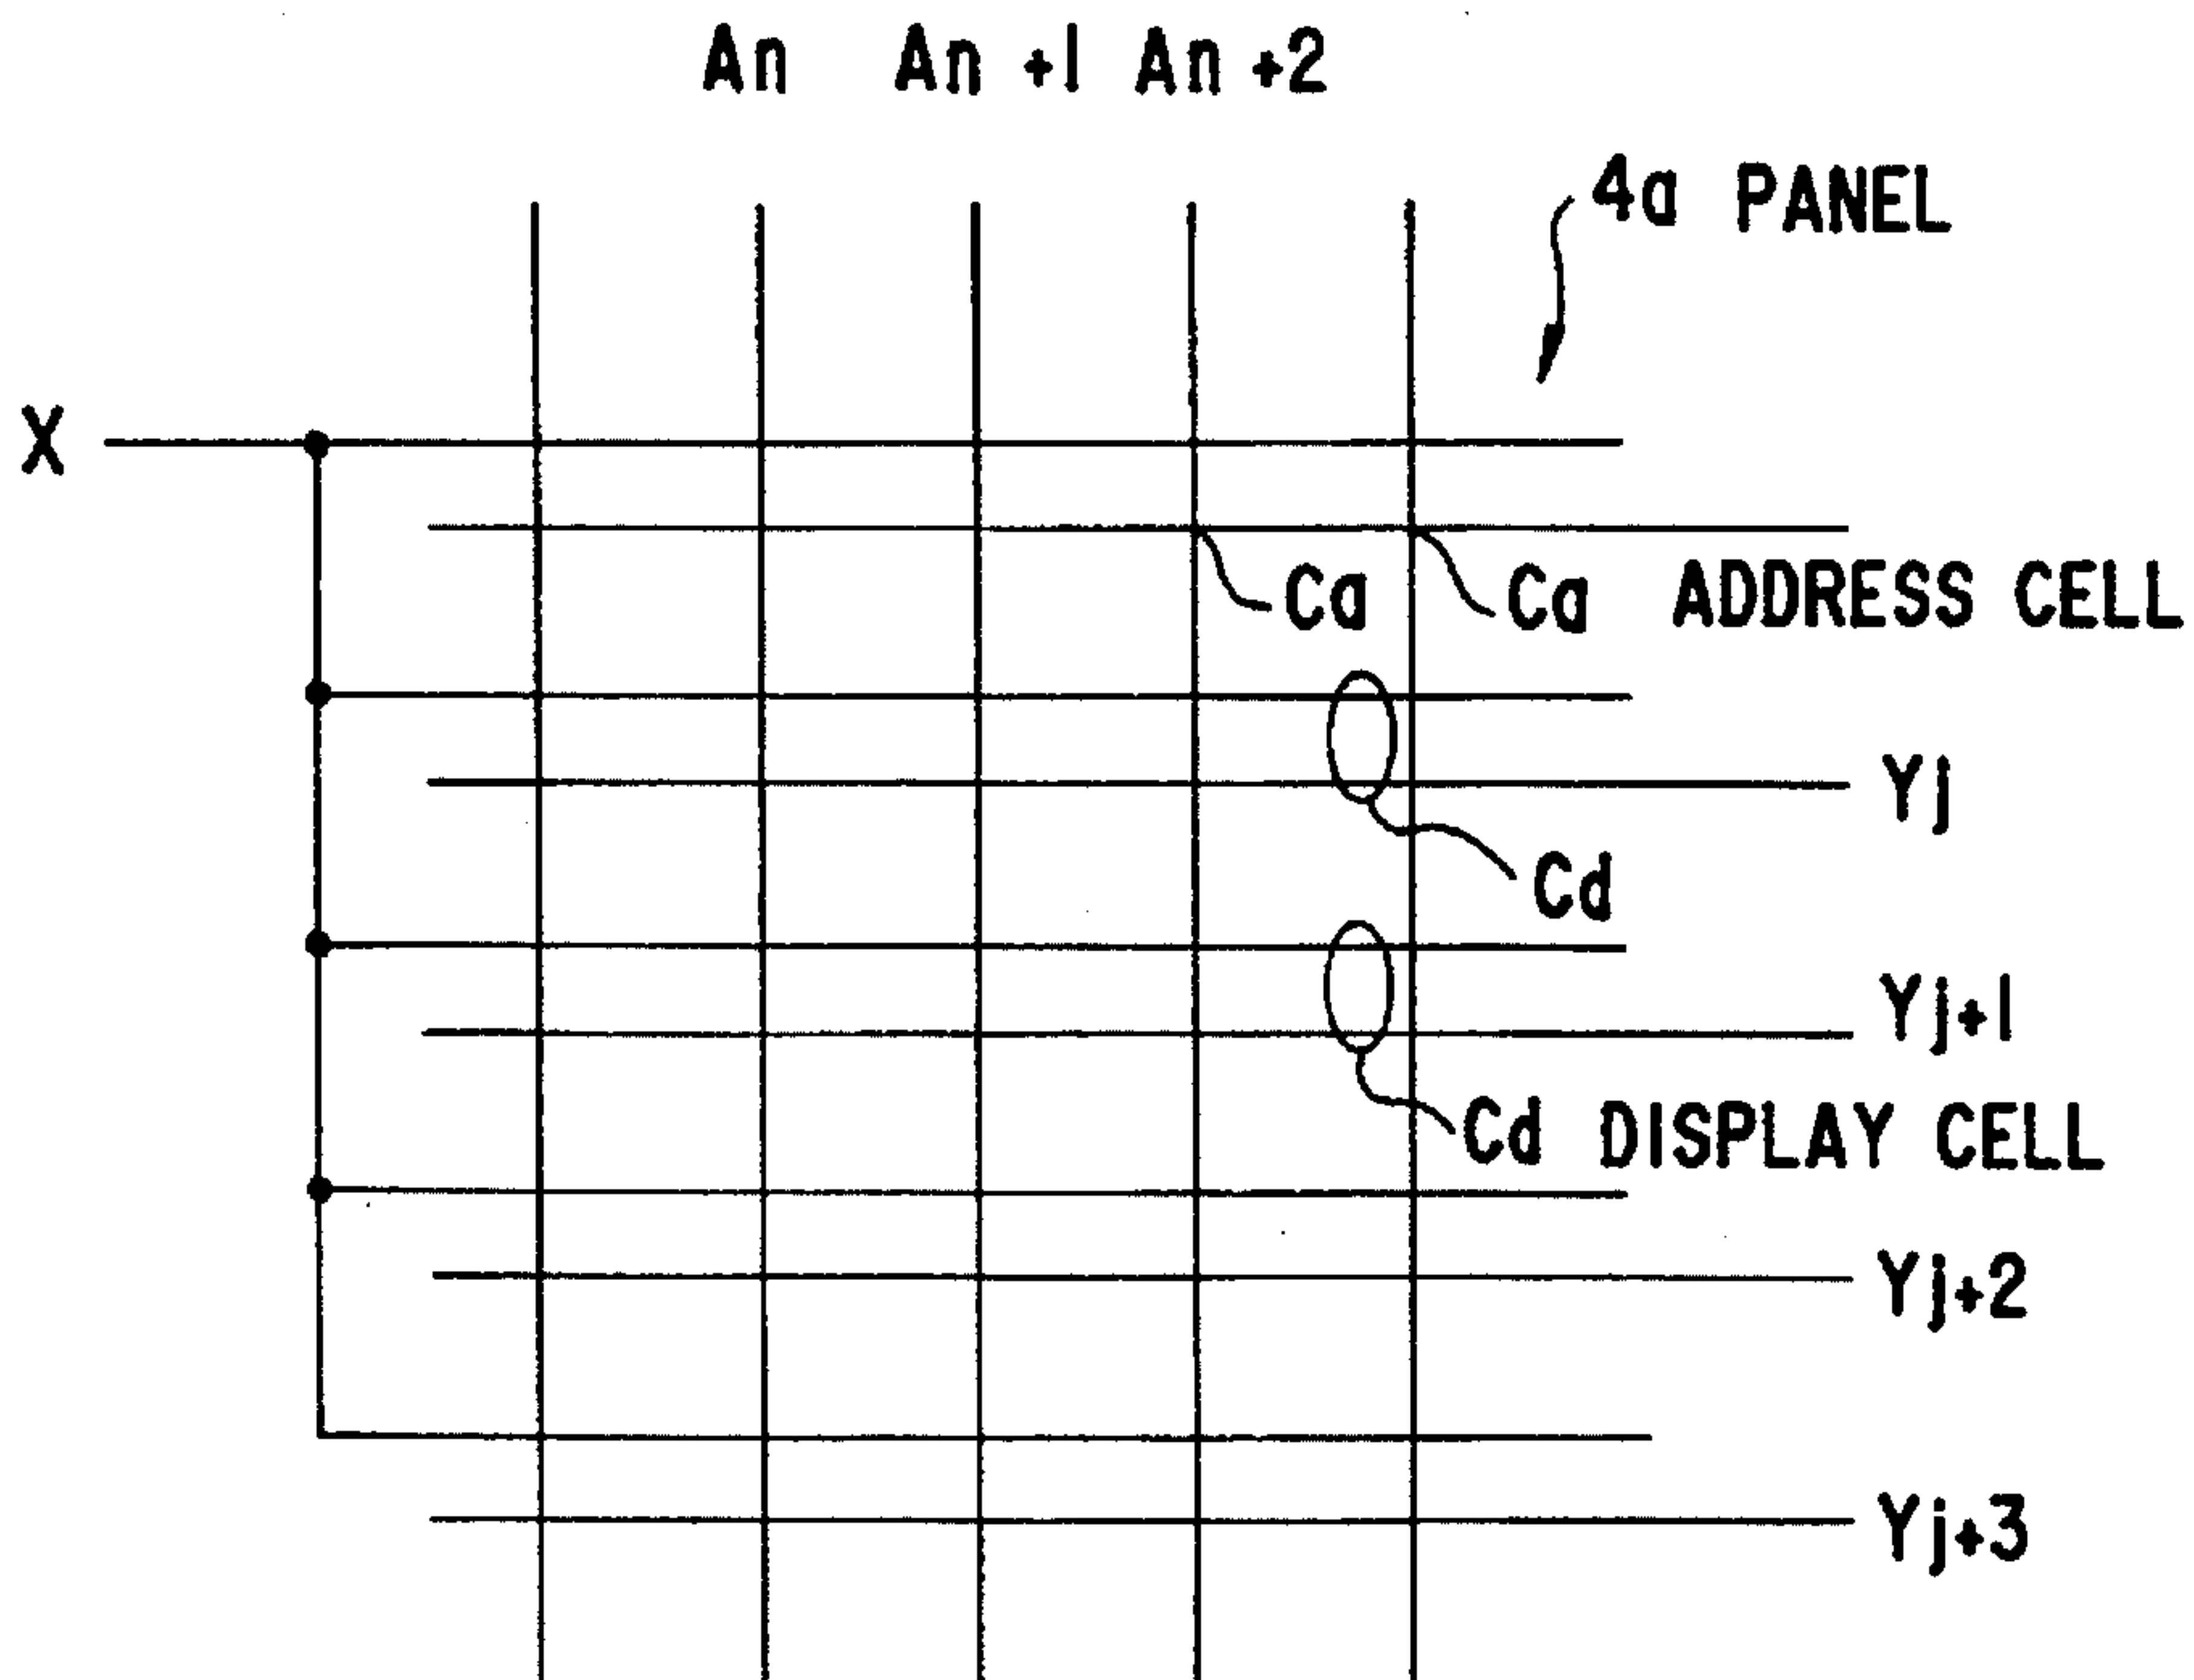 An An+1 An+2
4a PANEL
X
Ca Ca ADDRESS CELL
Yj
Cd
Yj+1
Cd DISPLAY CELL
Yj+2
Yj+3